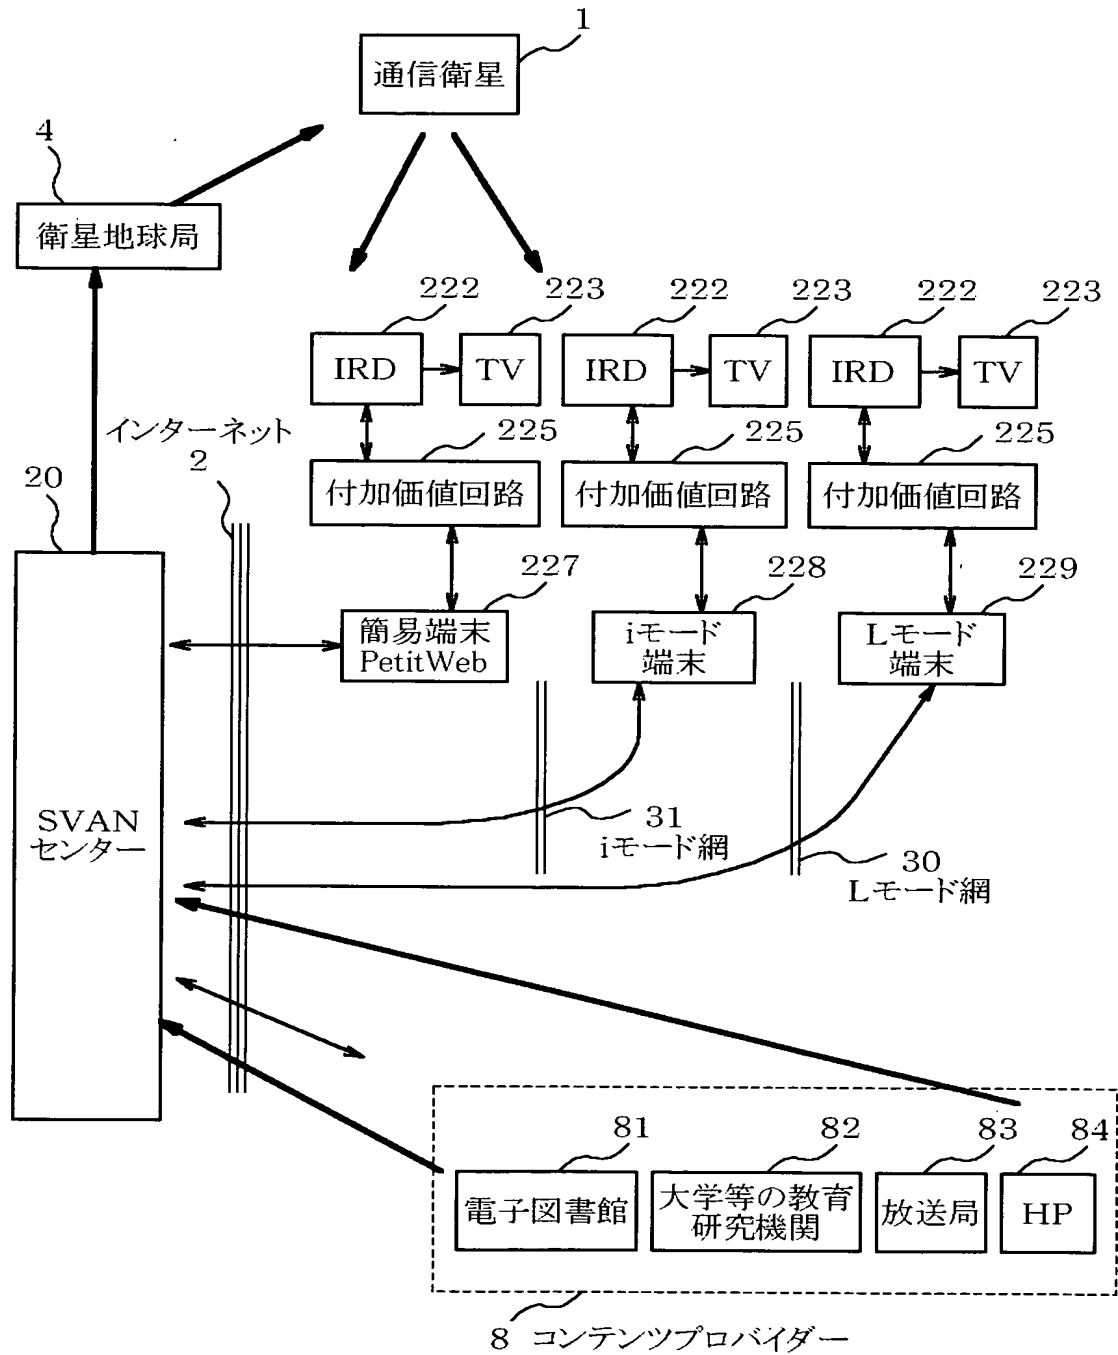 1
通信衛星
4
衛星地球局
222
223
222
223
222
223
IRD
TV
IRD
TV
IRD
TV
インターネット
2
225
225
225
20
付加価値回路
付加価値回路
付加価値回路
227
228
229
簡易端末
PetitWeb
iモード
端末
Lモード
端末
SVAN
センター
31
iモード網
30
Lモード網
81
82
83
84
電子図書館
大学等の教育
研究機関
放送局
HP
8 コンテンツプロバイダー